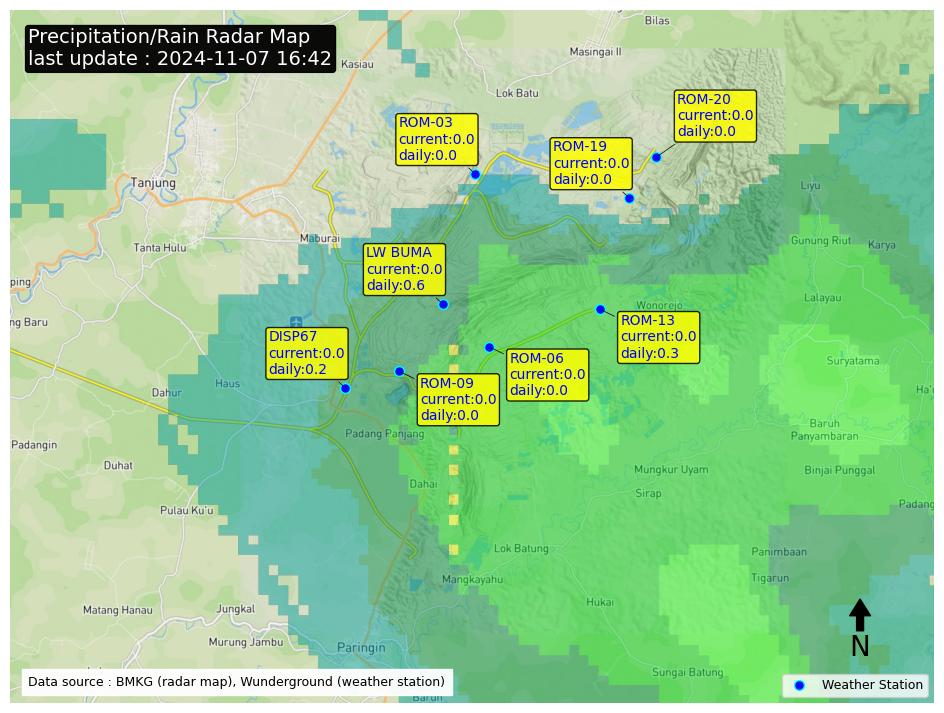 Precipitation/Rain Radar Map
last update : 2024-11-07 16:42
Bilas
Masingai II
Kasiau
Lok Batu
ROM-20
current:0.0
daily:0.0
ROM-03
current:0.0
daily:0.0
ROM-19
current:0.0
daily:0.0
Tanjung
Liyu
Maburai
Tanta Hulu
Gunung Riut
Karya
LW BUMA
current:0.0
daily:0.6
ping
Lalayau
Wonorejo
ng Baru
ROM-13
current:0.0
daily:0.3
DISP67
current:0.0
daily:0.2
ROM-06
current:0.0
daily:0.0
Suryatama
Haus
Dahur
ROM-09
current:0.0
daily:0.0
Baruh
Panyambaran
Padang Panjang
Padangin
Duhat
Mungkur Uyam
Binjai Punggal
Dahai
Sirap
Padang
Pulau Ku'u
Lok Batung
Panimbaan
Mangkayahu
Tigarun
Hukai
Matang Hanau
Jungkal
Murung Jambu
Paringin
N
Sungai Batung
Data source : BMKG (radar map), Wunderground (weather station)
Weather Station
Baruh